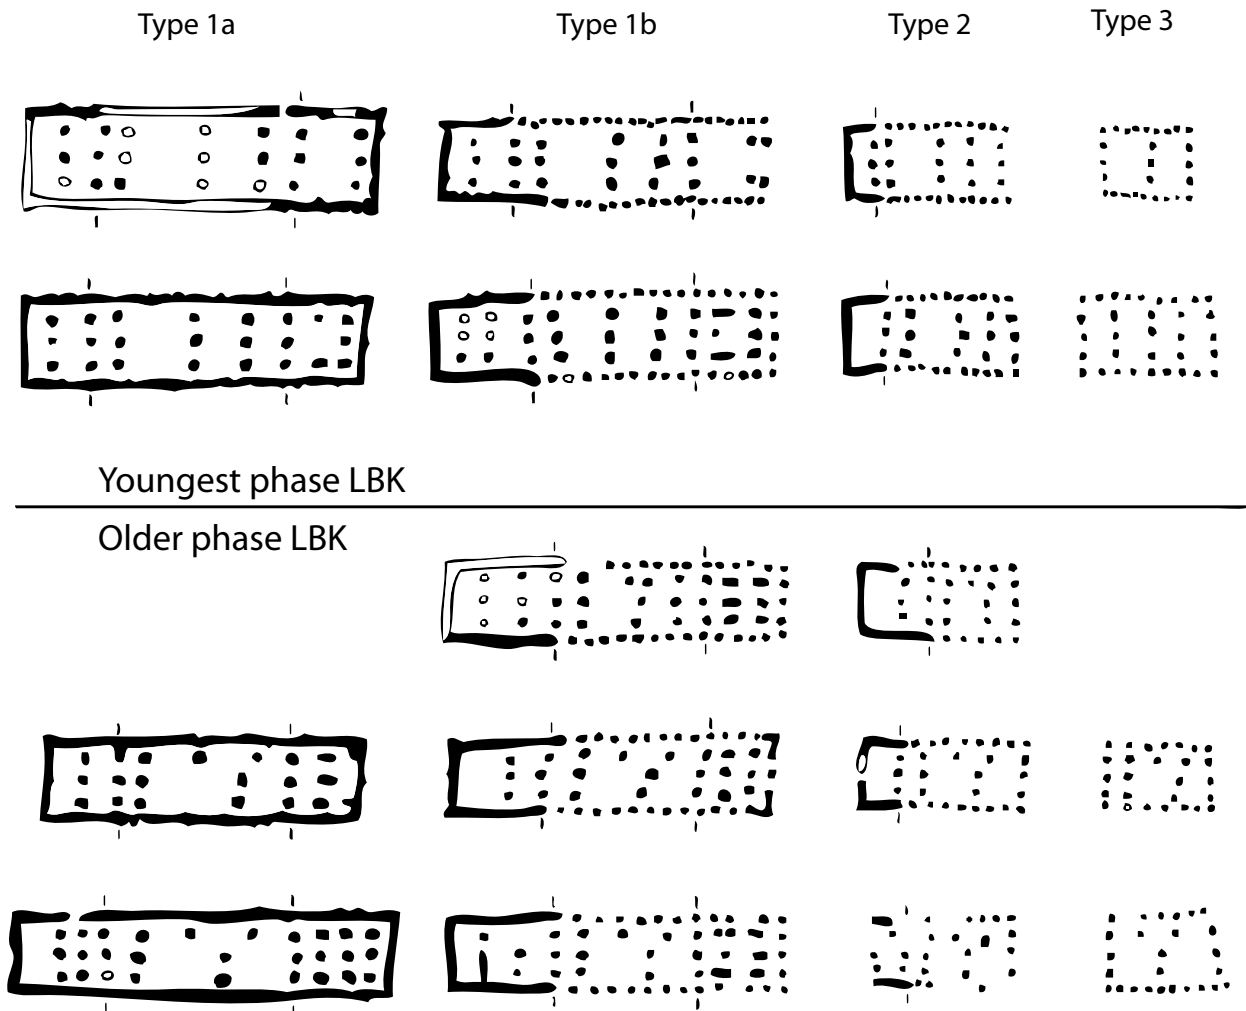 Type 1a
Type 1b
Type 2
Type 3
Youngest phase LBK
Older phase LBK